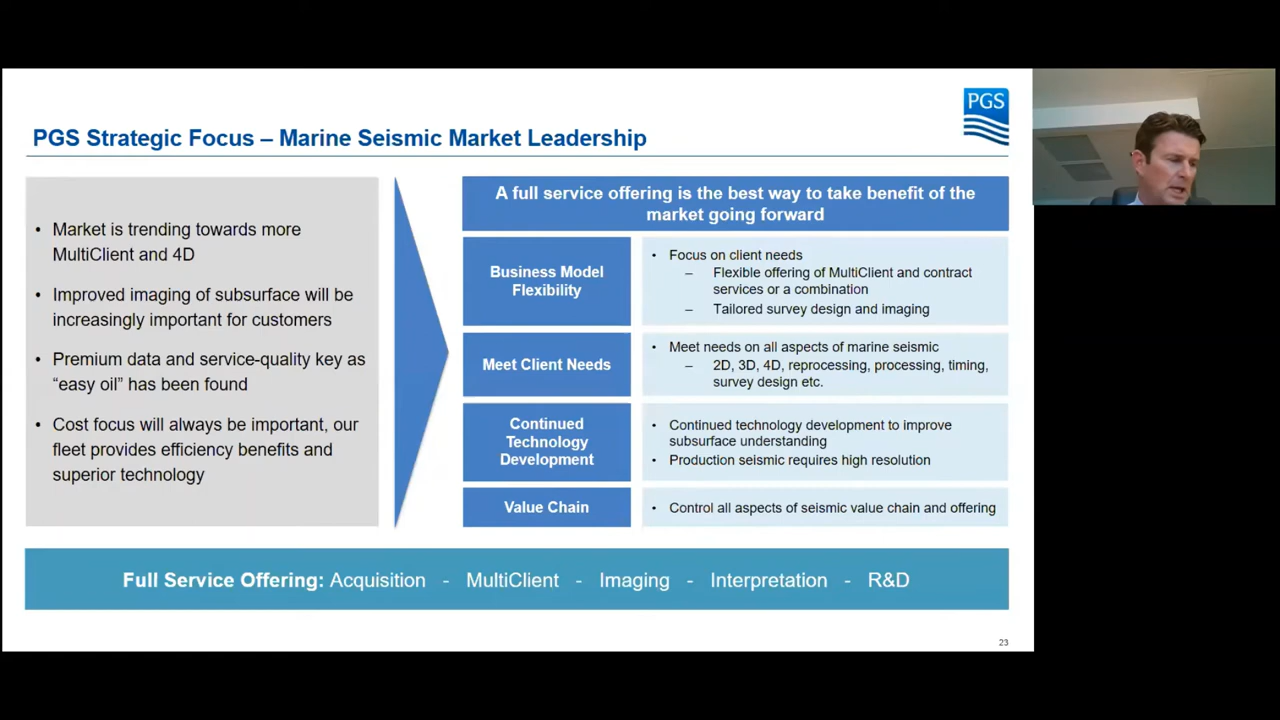 PGS
PGS Strategic Focus – Marine Seismic Market Leadership
• Market is trending towards more
MultiClient and 4D
• Improved imaging of subsurface will be
increasingly important for customers
• Premium data and service-quality key as
“easy oil” has been found
• Cost focus will always be important, our
fleet provides efficiency benefits and
superior technology
A full service offering is the best way to take benefit of the
market going forward
Business Model
Flexibility
• Focus on client needs
– Flexible offering of MultiClient and contract
services or a combination
– Tailored survey design and imaging
Meet Client Needs
• Meet needs on all aspects of marine seismic
– 2D, 3D, 4D, reprocessing, processing, timing,
survey design etc.
Continued
Technology
Development
• Continued technology development to improve
subsurface understanding
• Production seismic requires high resolution
Value Chain
• Control all aspects of seismic value chain and offering
Full Service Offering: Acquisition - MultiClient - Imaging - Interpretation - R&D
23